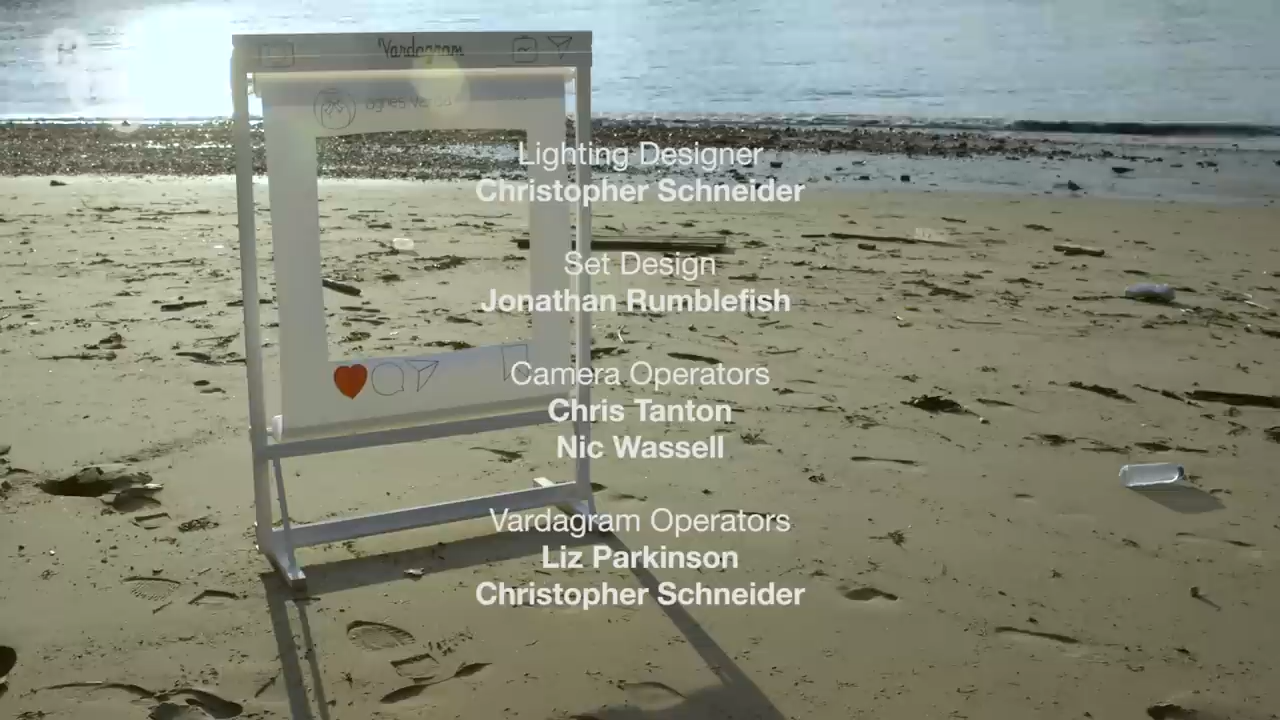 Vardagram
agnes varda
Lighting Designer
Christopher Schneider
Set Design
Jonathan Rumblefish
Camera Operators
Chris Tanton
Nic Wassell
Vardagram Operators
Liz Parkinson
Christopher Schneider